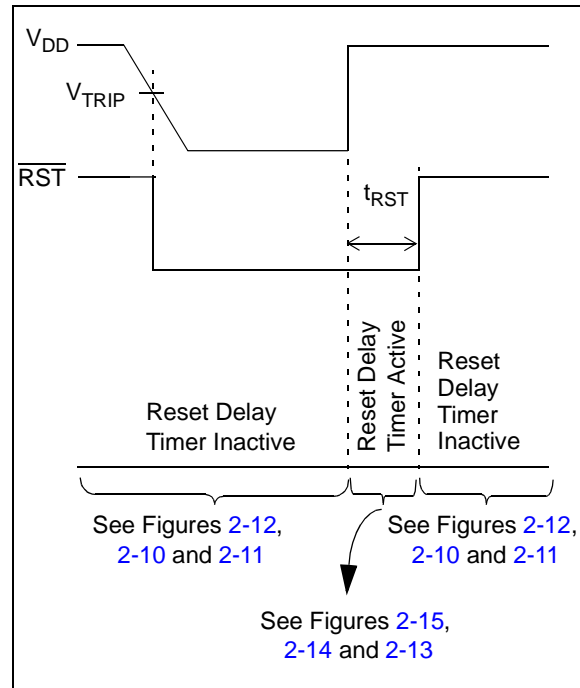 VDD
VTRIP
RST
tRST
Reset Delay
Timer Inactive
Reset Delay
Timer Active
Reset
Delay
Timer
Inactive
See Figures 2-12,
2-10 and 2-11
See Figures 2-12,
2-10 and 2-11
See Figures 2-15,
2-14 and 2-13